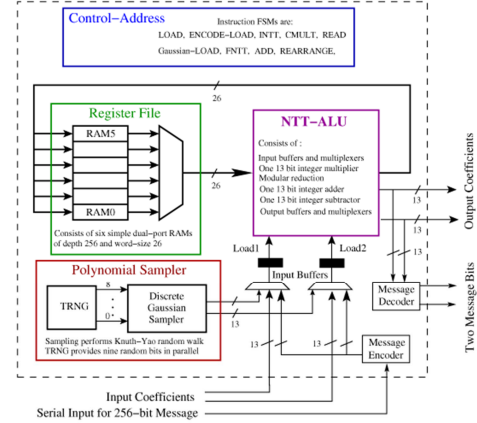 Control-Address
Instruction FSMs are:
LOAD, ENCODE-LOAD, INTT, CMULT, READ
Gaussian-LOAD, FNTT, ADD, REARRANGE,
26
Register File
RAM5
RAM0
Consists of six simple dual-port RAMs
of depth 256 and word-size 26
26
NTT-ALU
Consists of :
Input buffers and multiplexers
One 13 bit integer multiplier
Modular reduction
One 13 bit integer adder
One 13 bit integer subtractor
Output buffers and multiplexers
13
13
13
13
Output Coefficients
Load1
Load2
Input Buffers
Polynomial Sampler
TRNG
8
0
Discrete
Gaussian
Sampler
13
Sampling performs Knuth-Yao random walk
TRNG provides nine random bits in parallel
Message
Decoder
Two Message Bits
13
13
13
Message
Encoder
Input Coefficients
Serial Input for 256-bit Message